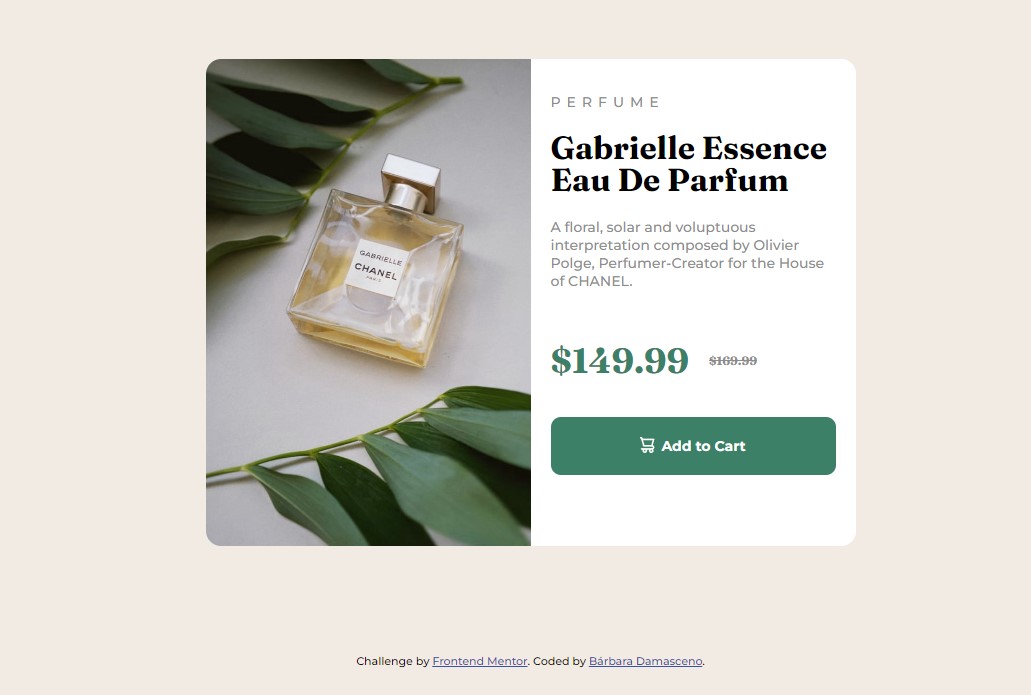 GABRIELLE
CHANEL
PARIS
PERFUME
Gabrielle Essence
Eau De Parfum
A floral, solar and voluptuous
interpretation composed by Olivier
Polge, Perfumer-Creator for the House
of CHANEL.
$149.99 $169.99
Add to Cart
Challenge by Frontend Mentor. Coded by Bárbara Damasceno.